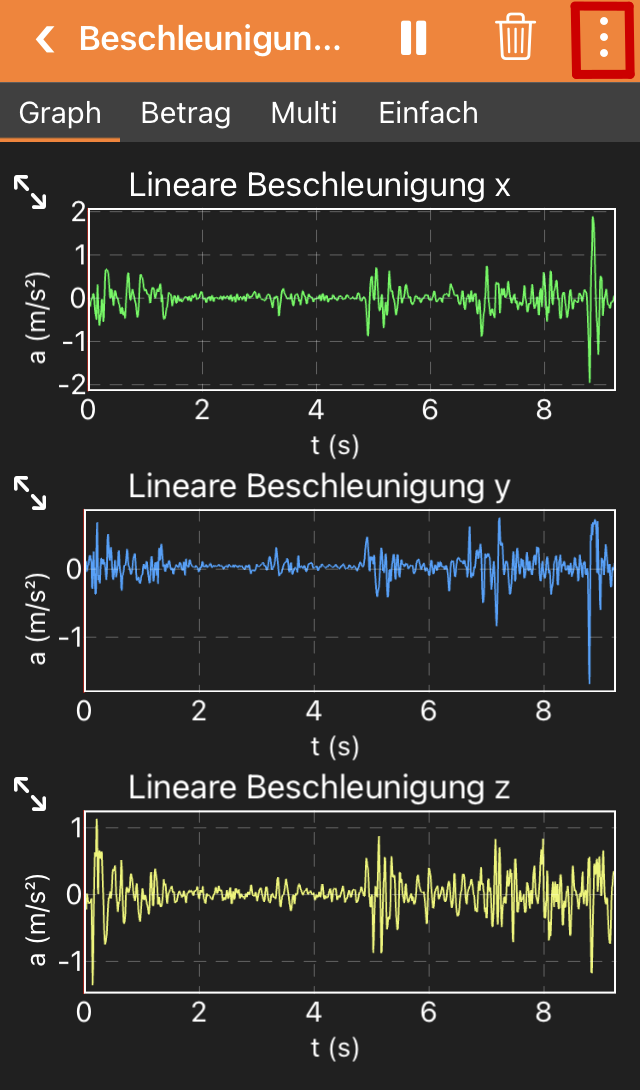 Beschleunigun...
Graph Betrag Multi Einfach
Lineare Beschleunigung x
a (m/s²)
2
1
0
-1
-2
0 2 4 6 8
t (s)
Lineare Beschleunigung y
a (m/s²)
0
-1
0 2 4 6 8
t (s)
Lineare Beschleunigung z
a (m/s²)
1
0
-1
0 2 4 6 8
t (s)